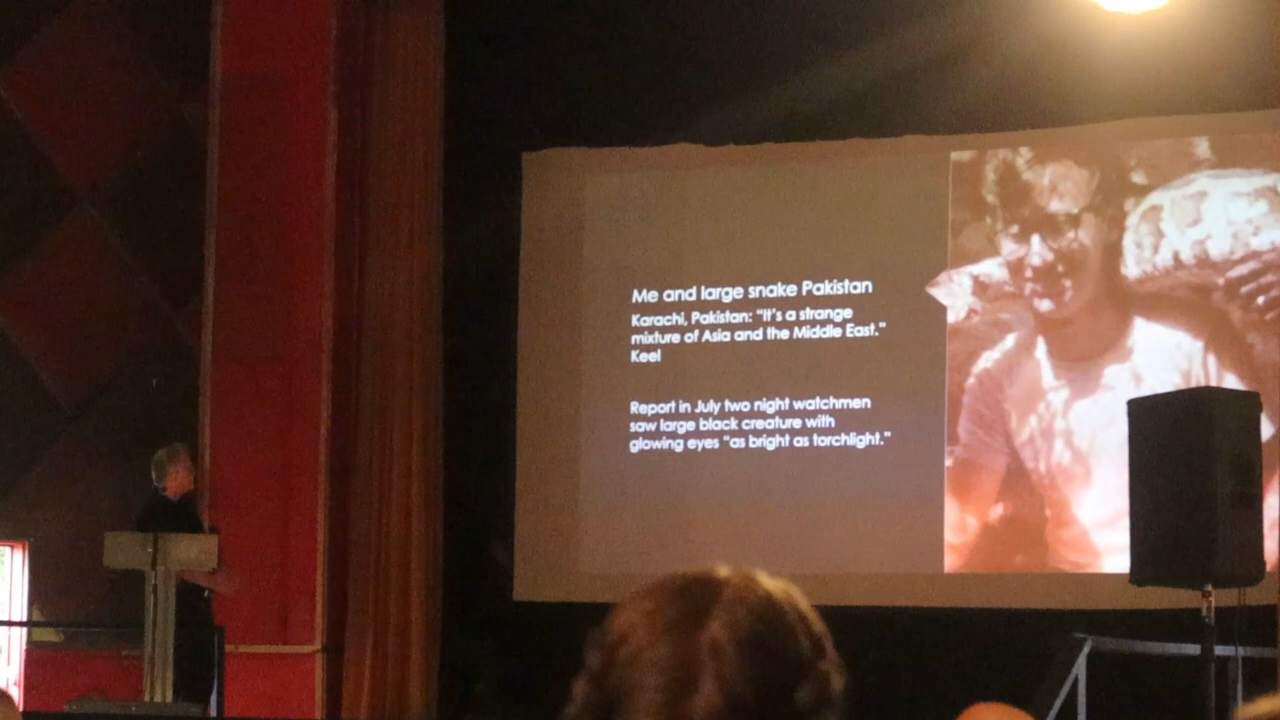 Me and large snake Pakistan
Karachi, Pakistan: "It's a strange
mixture of Asia and the Middle East."
Keel
Report in July two night watchmen
saw large black creature with
glowing eyes "as bright as torchlight."